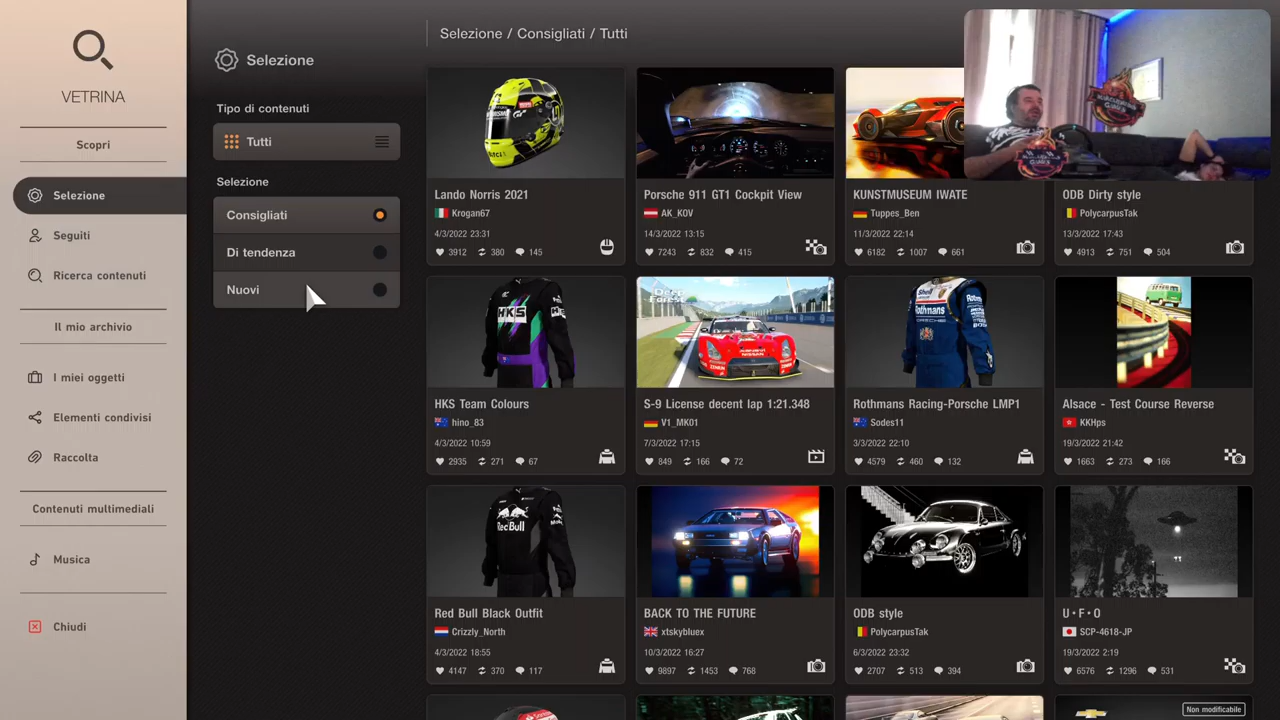 VETRINA
Scopri
Selezione
Seguiti
Ricerca contenuti
Il mio archivio
I miei oggetti
Elementi condivisi
Raccolta
Contenuti multimediali
Musica
Chiudi
Selezione
Tipo di contenuti
Tutti
Selezione
Consigliati
Di tendenza
Nuovi
Selezione / Consigliati / Tutti
Lando Norris 2021
Krogan67
4/3/2022 23:31
3912 380 145
Porsche 911 GT1 Cockpit View
AK_KOV
14/3/2022 13:15
7243 832 415
KUNSTMUSEUM IWATE
Tuppes_Ben
11/3/2022 22:14
6182 1007 661
ODB Dirty style
PolycarpusTak
13/3/2022 17:43
4913 751 504
HKS
HKS Team Colours
hino_83
4/3/2022 10:59
2935 271 67
Deep Forest
S-9 License decent lap 1:21.348
V1_MK01
7/3/2022 17:15
849 166 72
Rothmans
Rothmans Racing-Porsche LMP1
Sodes11
3/3/2022 22:10
4579 460 132
Alsace - Test Course Reverse
KKHps
19/3/2022 21:42
1663 273 166
Red Bull
Red Bull Black Outfit
Crizzly_North
4/3/2022 18:55
4147 370 117
BACK TO THE FUTURE
xtskybluex
10/3/2022 16:27
9897 1453 768
ODB style
PolycarpusTak
6/3/2022 23:32
2707 513 394
U・F・O
SCP-4618-JP
19/3/2022 2:19
6576 1296 531
Non modificabile